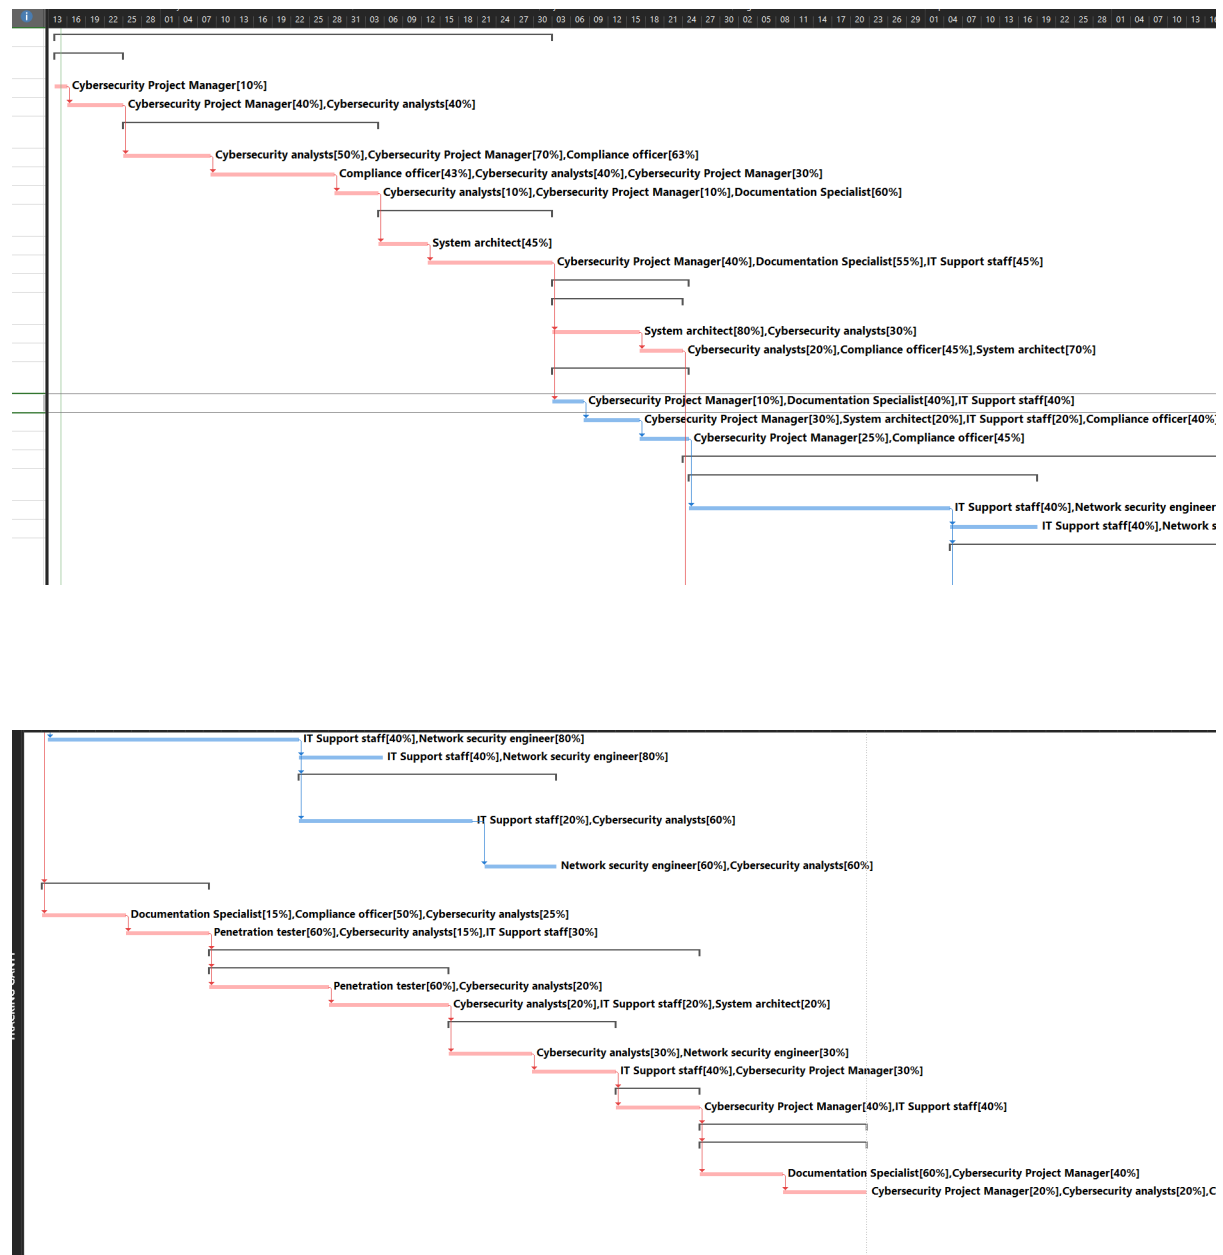 13 16 19 22 25 28 01 04 07 10 13 16 19 22 25 28 31 03 06 09 12 15 18 21 24 27 30 03 06 09 12 15 18 21 24 27 30 02 05 08 11 14 17 20 23 26 29 01 04 07 10 13 16 19 22 25 28 01 04 07 10 13 16
Cybersecurity Project Manager[10%]
Cybersecurity Project Manager[40%],Cybersecurity analysts[40%]
Cybersecurity analysts[50%],Cybersecurity Project Manager[70%],Compliance officer[63%]
Compliance officer[43%],Cybersecurity analysts[40%],Cybersecurity Project Manager[30%]
Cybersecurity analysts[10%],Cybersecurity Project Manager[10%],Documentation Specialist[60%]
System architect[45%]
Cybersecurity Project Manager[40%],Documentation Specialist[55%],IT Support staff[45%]
System architect[80%],Cybersecurity analysts[30%]
Cybersecurity analysts[20%],Compliance officer[45%],System architect[70%]
Cybersecurity Project Manager[10%],Documentation Specialist[40%],IT Support staff[40%]
Cybersecurity Project Manager[30%],System architect[20%],IT Support staff[20%],Compliance officer[40%]
Cybersecurity Project Manager[25%],Compliance officer[45%]
IT Support staff[40%],Network security engineer
IT Support staff[40%],Network s
IT Support staff[40%],Network security engineer[80%]
IT Support staff[40%],Network security engineer[80%]
IT Support staff[20%],Cybersecurity analysts[60%]
Network security engineer[60%],Cybersecurity analysts[60%]
Documentation Specialist[15%],Compliance officer[50%],Cybersecurity analysts[25%]
Penetration tester[60%],Cybersecurity analysts[15%],IT Support staff[30%]
Penetration tester[60%],Cybersecurity analysts[20%]
Cybersecurity analysts[20%],IT Support staff[20%],System architect[20%]
Cybersecurity analysts[30%],Network security engineer[30%]
IT Support staff[40%],Cybersecurity Project Manager[30%]
Cybersecurity Project Manager[40%],IT Support staff[40%]
Documentation Specialist[60%],Cybersecurity Project Manager[40%]
Cybersecurity Project Manager[20%],Cybersecurity analysts[20%],C